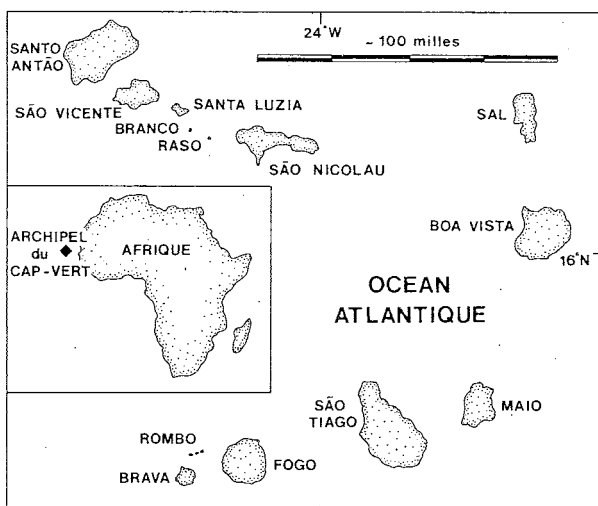 24°W
~100 milles
SANTO
ANTÃO
SÃO VICENTE
SANTA LUZIA
BRANCO
RASO
SÃO NICOLAU
SAL
BOA VISTA
16°N
ARCHIPEL
du
CAP-VERT
AFRIQUE
OCEAN
ATLANTIQUE
SÃO
TIAGO
MAIO
ROMBO
BRAVA
FOGO